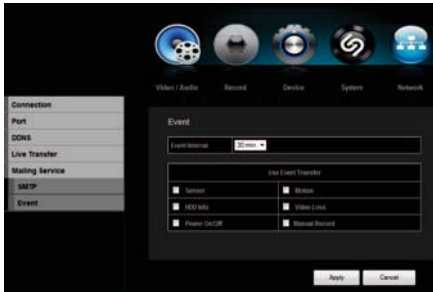 Video / Audio
Record
Device
System
Network
Connection
Port
DDNS
Live Transfer
Mailing Service
SMTP
Event
Event
Event Interval
30 min
Use Event Transfer
Sensor
Motion
HDD Info
Video Loss
Power On/Off
Manual Record
Apply
Cancel